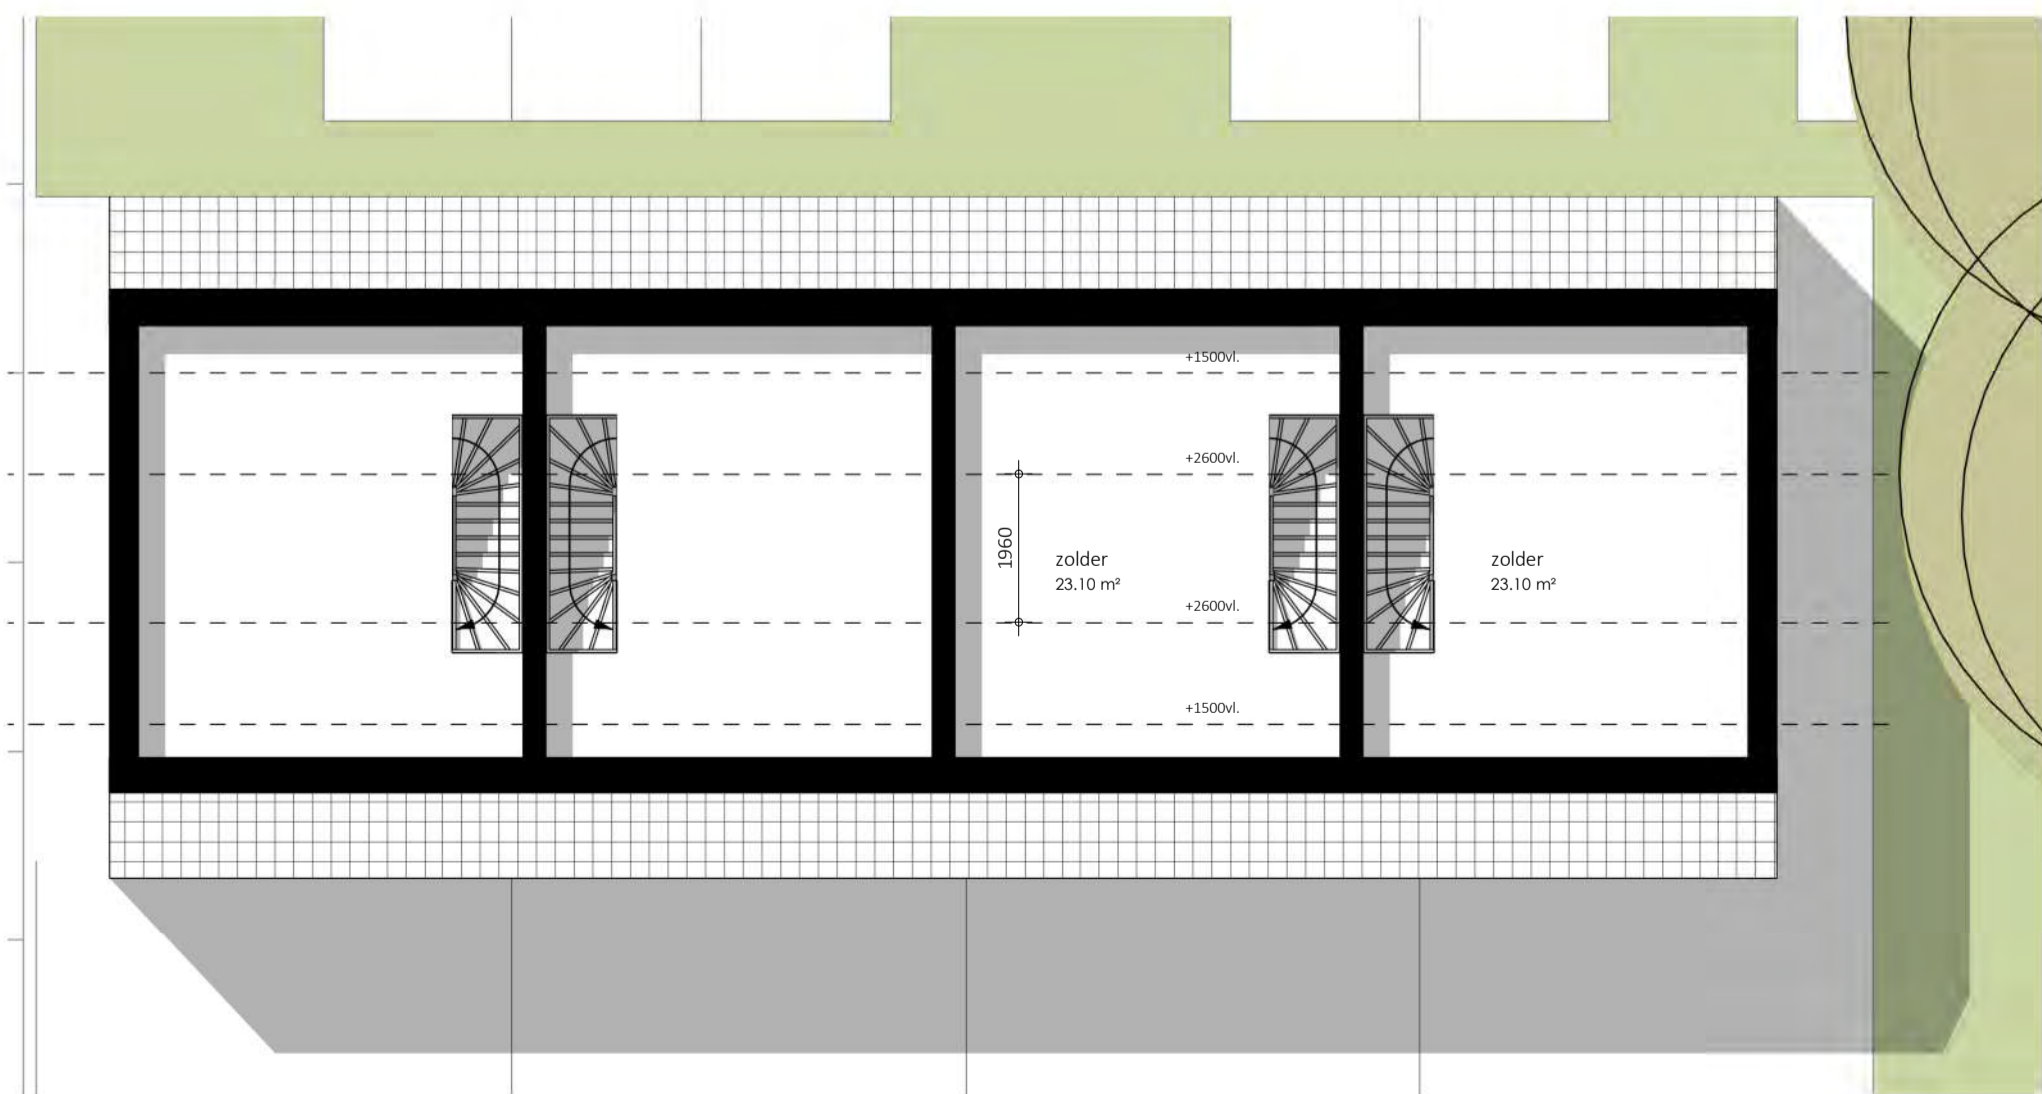 +1500vl.
+2600vl.
1960
zolder
23.10 m²
zolder
23.10 m²
+2600vl.
+1500vl.